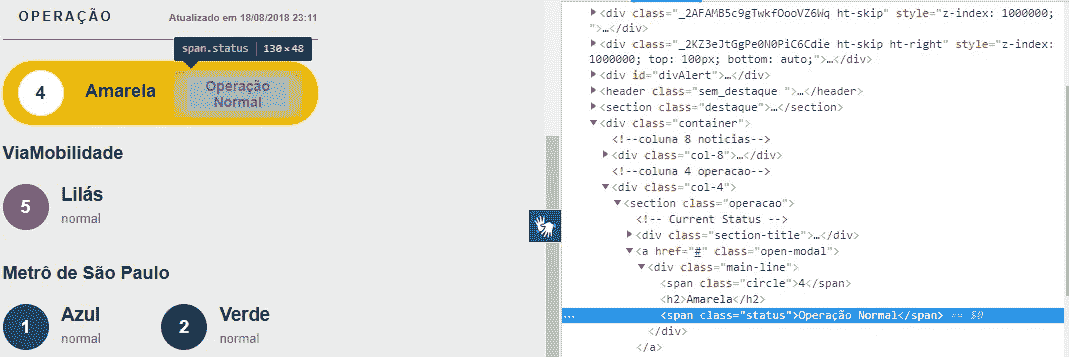 OPERAÇÃO
Atualizado em 18/08/2018 23:11
span.status 130 × 48
4 Amarela Operação
Normal
ViaMobilidade
5 Lilás
normal
Metrô de São Paulo
1 Azul
normal
2 Verde
normal
<div class="_2AFAMB5c9gTwkfOooVZ6Wq ht-skip" style="z-index: 1000000;
">…</div>
<div class="_2KZ3eJtGgPe0N0PiC6Cdie ht-skip ht-right" style="z-index:
1000000; top: 100px; bottom: auto;">…</div>
<div id="divAlert">…</div>
<header class="sem_destaque ">…</header>
<section class="destaque">…</section>
<div class="container">
<!--coluna 8 noticias-->
<div class="col-8">…</div>
<!--coluna 4 operacao-->
<div class="col-4">
<section class="operacao">
<!-- Current Status -->
<div class="section-title">…</div>
<a href="#" class="open-modal">
<div class="main-line">
<span class="circle">4</span>
<h2>Amarela</h2>
… <span class="status">Operação Normal</span> == $0
</div>
</a>